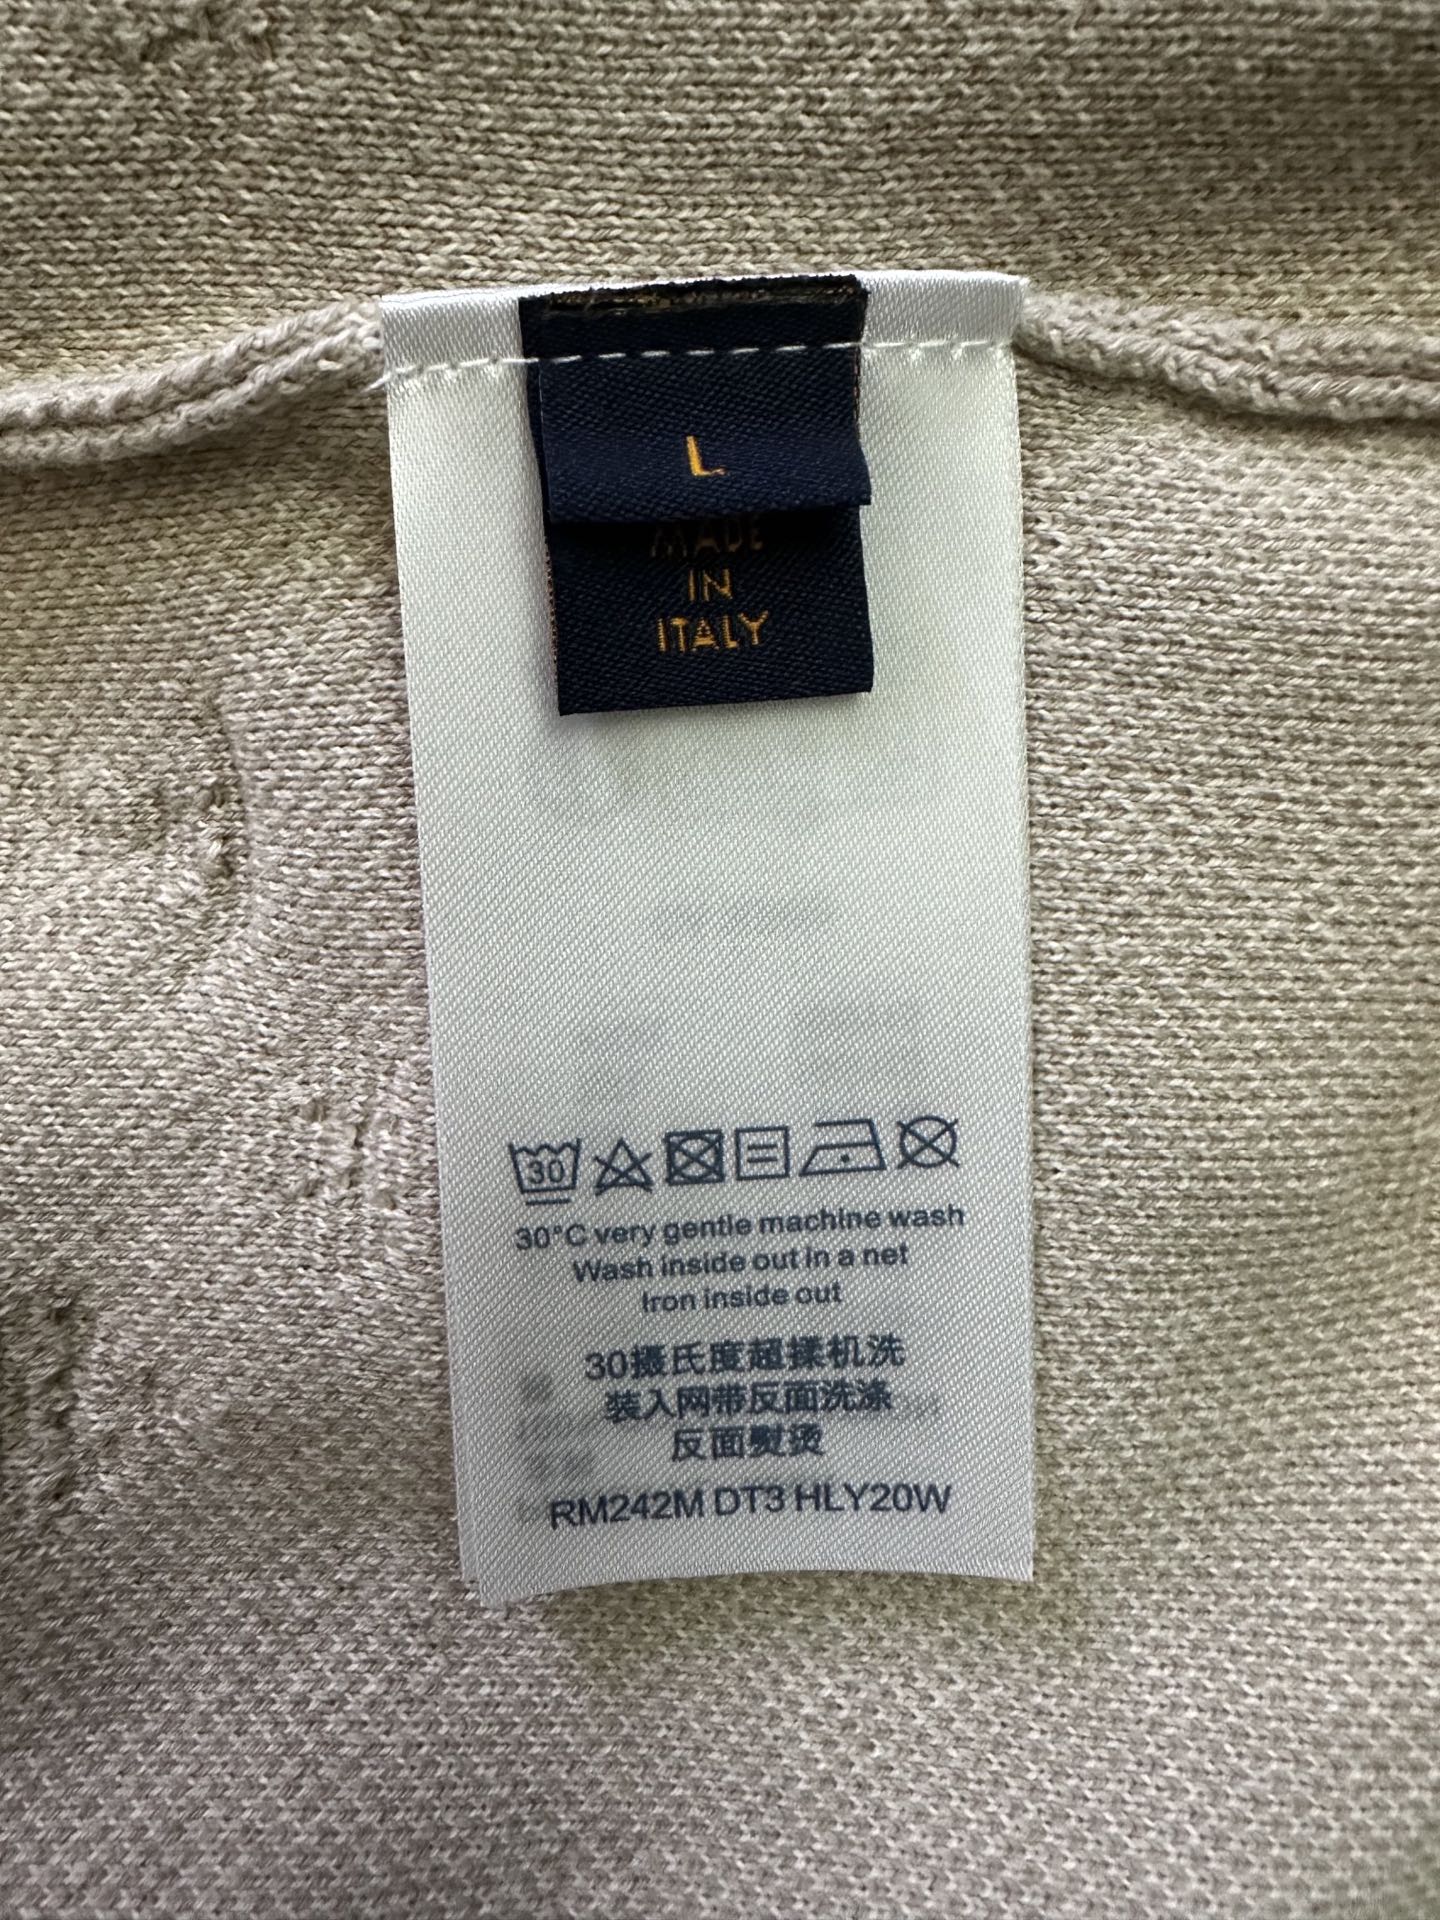 L
MADE
IN
ITALY
30
30°C very gentle machine wash
Wash inside out in a net
Iron inside out
30摄氏度超揉机洗
装入网带反面洗涤
反面熨烫
RM242M DT3 HLY20W